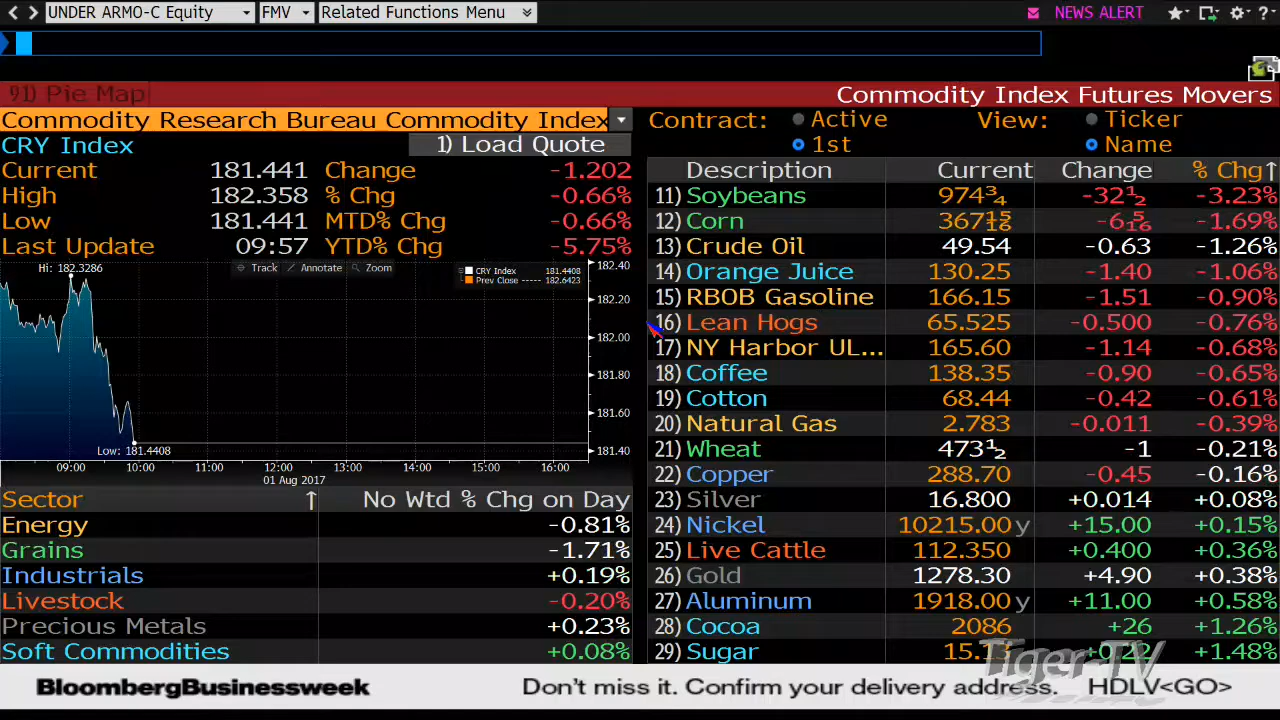 UNDER ARMO-C Equity FMV Related Functions Menu NEWS ALERT ?
91) Pie Map Commodity Index Futures Movers
Commodity Research Bureau Commodity Index
CRY Index 1) Load Quote
Current 181.441 Change -1.202
High 182.358 % Chg -0.66%
Low 181.441 MTD% Chg -0.66%
Last Update 09:57 YTD% Chg -5.75%
Hi: 182.3286 Track Annotate Zoom
CRY Index 181.4408
Prev Close ----- 182.6423
182.40
182.20
182.00
181.80
181.60
181.40
Low: 181.4408
09:00 10:00 11:00 12:00 13:00 14:00 15:00 16:00
01 Aug 2017
Sector ↑ No Wtd % Chg on Day
Energy -0.81%
Grains -1.71%
Industrials +0.19%
Livestock -0.20%
Precious Metals +0.23%
Soft Commodities +0.08%
Contract: Active View: Ticker
1st Name
Description Current Change % Chg↑
11) Soybeans 974¾ -32½ -3.23%
12) Corn 367 15/16 -6 5/16 -1.69%
13) Crude Oil 49.54 -0.63 -1.26%
14) Orange Juice 130.25 -1.40 -1.06%
15) RBOB Gasoline 166.15 -1.51 -0.90%
16) Lean Hogs 65.525 -0.500 -0.76%
17) NY Harbor UL... 165.60 -1.14 -0.68%
18) Coffee 138.35 -0.90 -0.65%
19) Cotton 68.44 -0.42 -0.61%
20) Natural Gas 2.783 -0.011 -0.39%
21) Wheat 473½ -1 -0.21%
22) Copper 288.70 -0.45 -0.16%
23) Silver 16.800 +0.014 +0.08%
24) Nickel 10215.00 y +15.00 +0.15%
25) Live Cattle 112.350 +0.400 +0.36%
26) Gold 1278.30 +4.90 +0.38%
27) Aluminum 1918.00 y +11.00 +0.58%
28) Cocoa 2086 +26 +1.26%
29) Sugar 15.13 +0.22 +1.48%
Tiger-TV
BloombergBusinessweek Don't miss it. Confirm your delivery address. HDLV<GO>